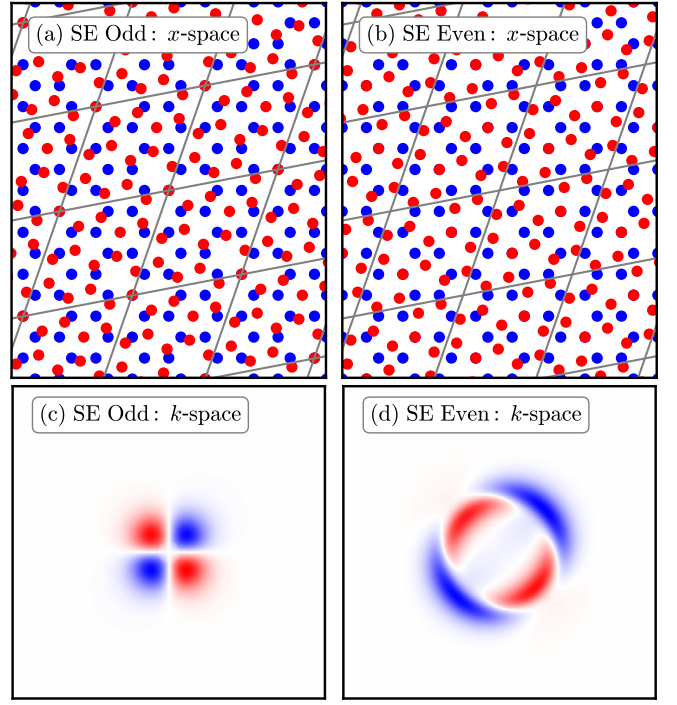 (a) SE Odd: x-space
(b) SE Even: x-space
(c) SE Odd: k-space
(d) SE Even: k-space